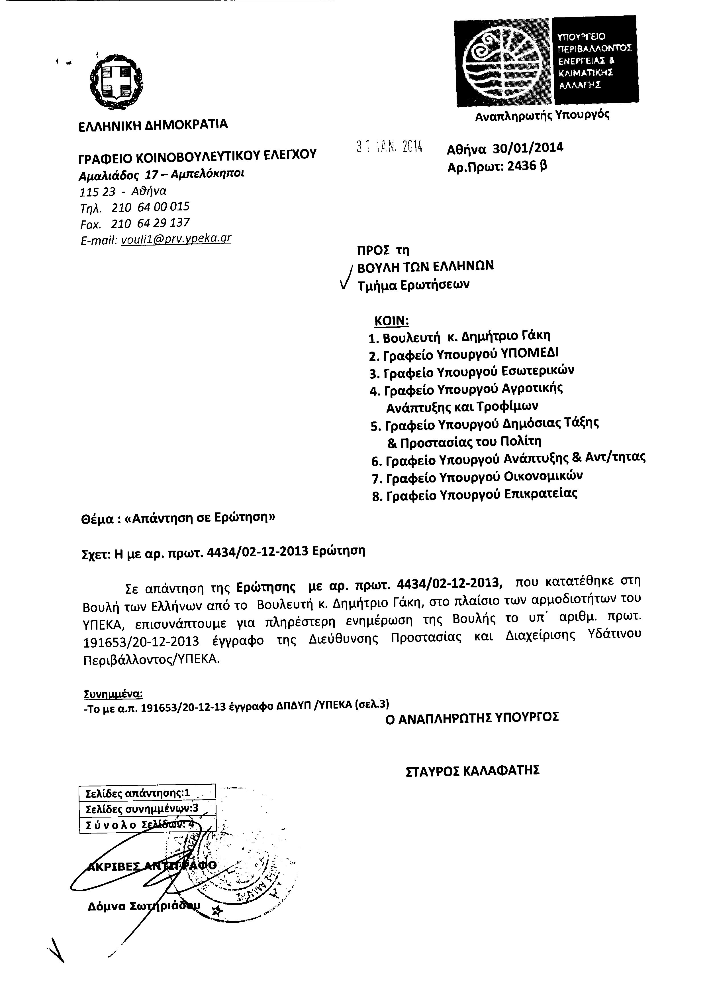 ΥΠΟΥΡΓΕΙΟ
ΠΕΡΙΒΑΛΛΟΝΤΟΣ
ΕΝΕΡΓΕΙΑΣ &
ΚΛΙΜΑΤΙΚΗΣ
ΑΛΛΑΓΗΣ
Αναπληρωτής Υπουργός
ΕΛΛΗΝΙΚΗ ΔΗΜΟΚΡΑΤΙΑ
31 ΙΑΝ. 2014
Αθήνα 30/01/2014
Αρ.Πρωτ: 2436 β
ΓΡΑΦΕΙΟ ΚΟΙΝΟΒΟΥΛΕΥΤΙΚΟΥ ΕΛΕΓΧΟΥ
Αμαλιάδος 17 – Αμπελόκηποι
115 23 - Αθήνα
Τηλ. 210 64 00 015
Fax. 210 64 29 137
E-mail: vouli1@prv.ypeka.gr
ΠΡΟΣ τη
ΒΟΥΛΗ ΤΩΝ ΕΛΛΗΝΩΝ
Τμήμα Ερωτήσεων
ΚΟΙΝ:
1. Βουλευτή κ. Δημήτριο Γάκη
2. Γραφείο Υπουργού ΥΠΟΜΕΔΙ
3. Γραφείο Υπουργού Εσωτερικών
4. Γραφείο Υπουργού Αγροτικής
Ανάπτυξης και Τροφίμων
5. Γραφείο Υπουργού Δημόσιας Τάξης
& Προστασίας του Πολίτη
6. Γραφείο Υπουργού Ανάπτυξης & Αντ/τητας
7. Γραφείο Υπουργού Οικονομικών
8. Γραφείο Υπουργού Επικρατείας
Θέμα : «Απάντηση σε Ερώτηση»
Σχετ: Η με αρ. πρωτ. 4434/02-12-2013 Ερώτηση
Σε απάντηση της Ερώτησης με αρ. πρωτ. 4434/02-12-2013, που κατατέθηκε στη
Βουλή των Ελλήνων από το Βουλευτή κ. Δημήτριο Γάκη, στο πλαίσιο των αρμοδιοτήτων του
ΥΠΕΚΑ, επισυνάπτουμε για πληρέστερη ενημέρωση της Βουλής το υπ΄ αριθμ. πρωτ.
191653/20-12-2013 έγγραφο της Διεύθυνσης Προστασίας και Διαχείρισης Υδάτινου
Περιβάλλοντος/ΥΠΕΚΑ.
Συνημμένα:
-Το με α.π. 191653/20-12-13 έγγραφο ΔΠΔΥΠ /ΥΠΕΚΑ (σελ.3)
Ο ΑΝΑΠΛΗΡΩΤΗΣ ΥΠΟΥΡΓΟΣ
ΣΤΑΥΡΟΣ ΚΑΛΑΦΑΤΗΣ
Σελίδες απάντησης:1
Σελίδες συνημμένων:3
Σύνολο Σελίδων: 4
ΑΚΡΙΒΕΣ ΑΝΤΙΓΡΑΦΟ
Δόμνα Σωτηριάδου